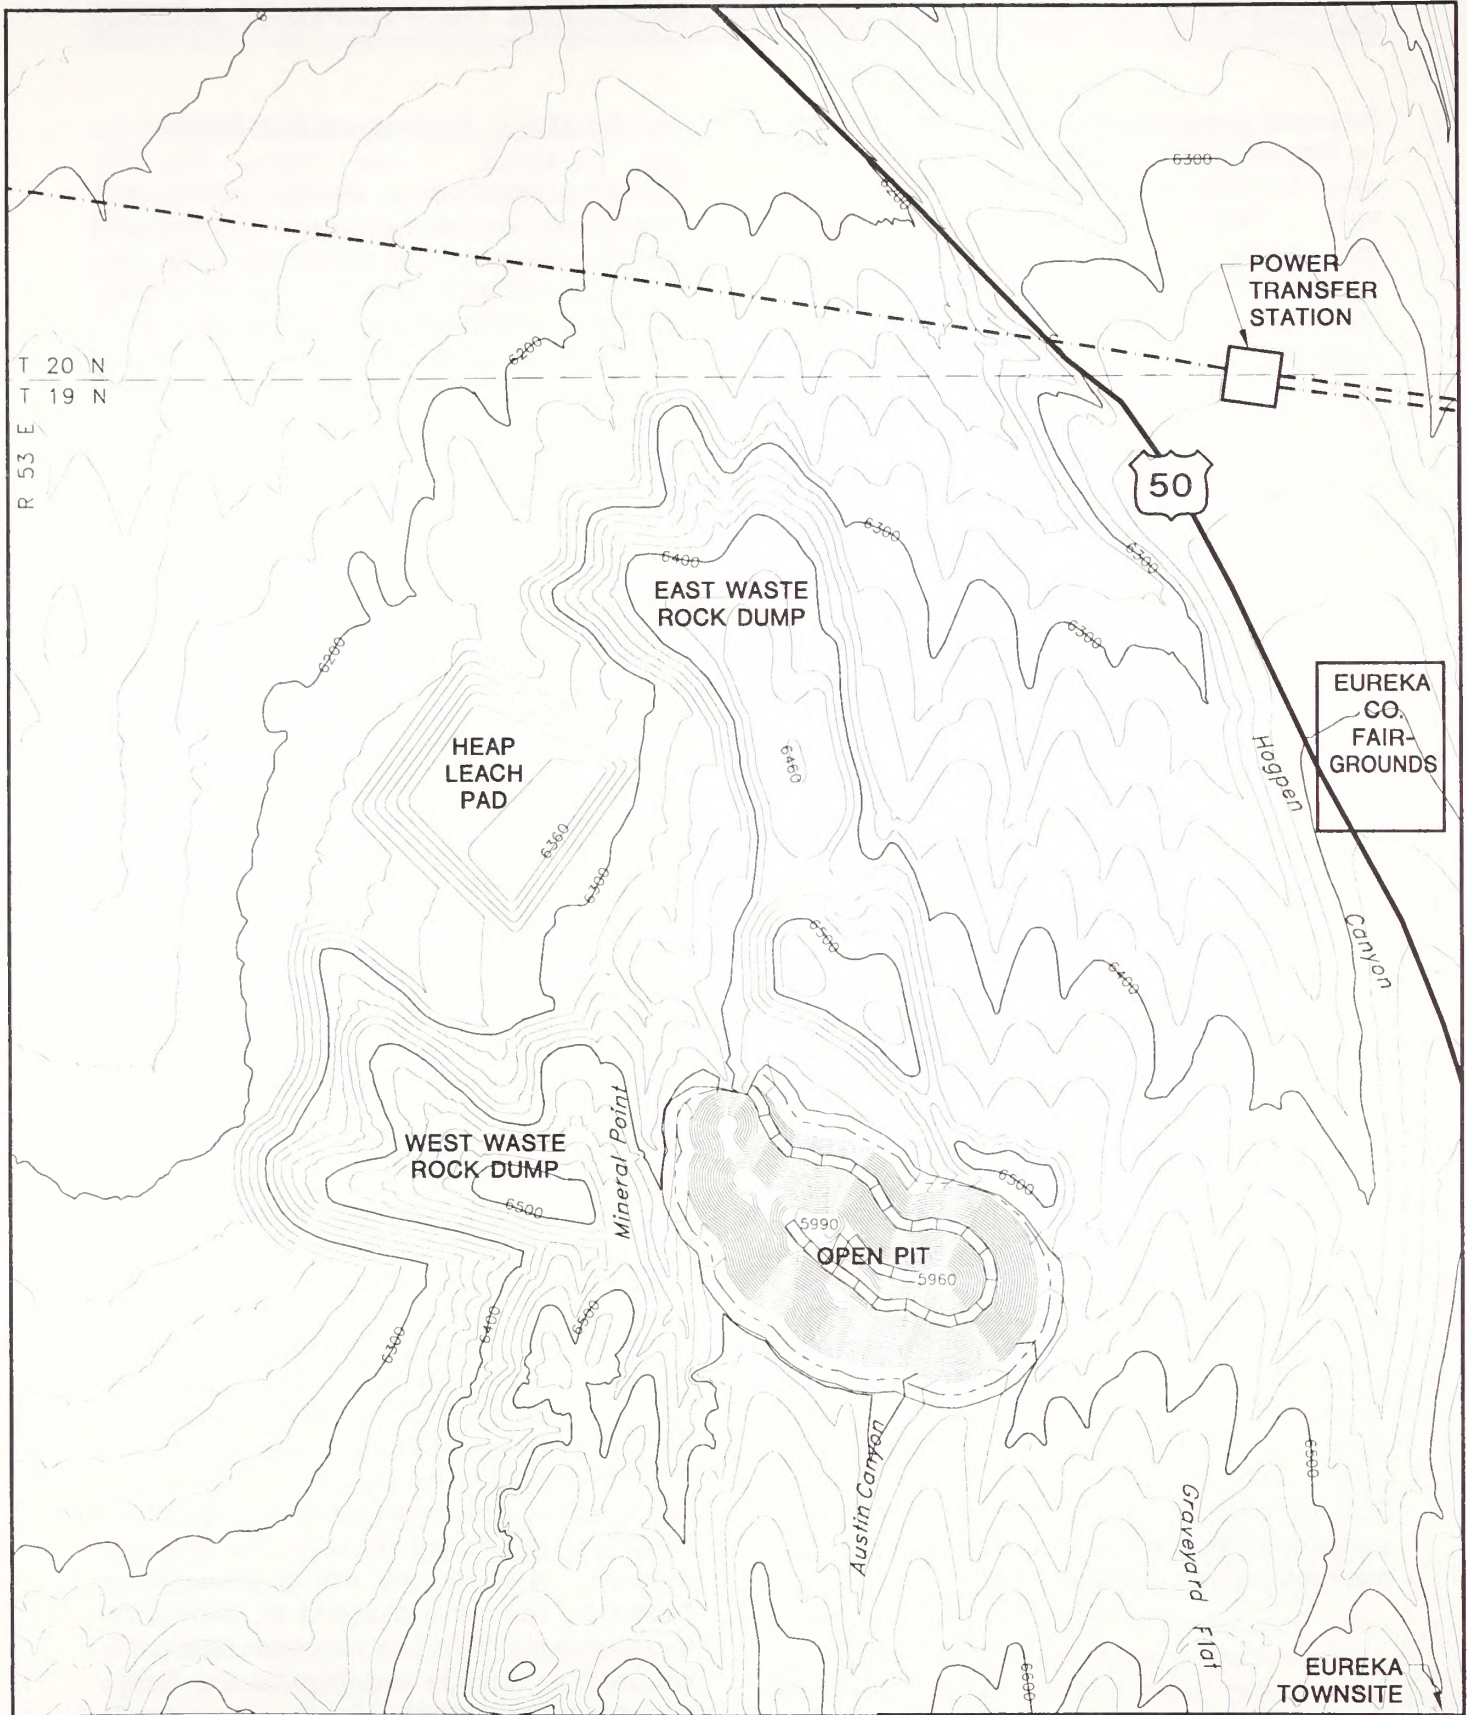 6300
6200
POWER
TRANSFER
STATION
6200
T 20 N
T 19 N
R 53 E
50
6300
6400
6300
EAST WASTE
ROCK DUMP
6300
6200
EUREKA
CO.
FAIR-
GROUNDS
HEAP
LEACH
PAD
6460
Hogpen
Canyon
6360
6300
6500
6400
Mineral Point
WEST WASTE
ROCK DUMP
6500
6500
5990
OPEN PIT
5960
6500
6400
6300
Austin Canyon
6500
Graveyard Flat
6600
EUREKA
TOWNSITE